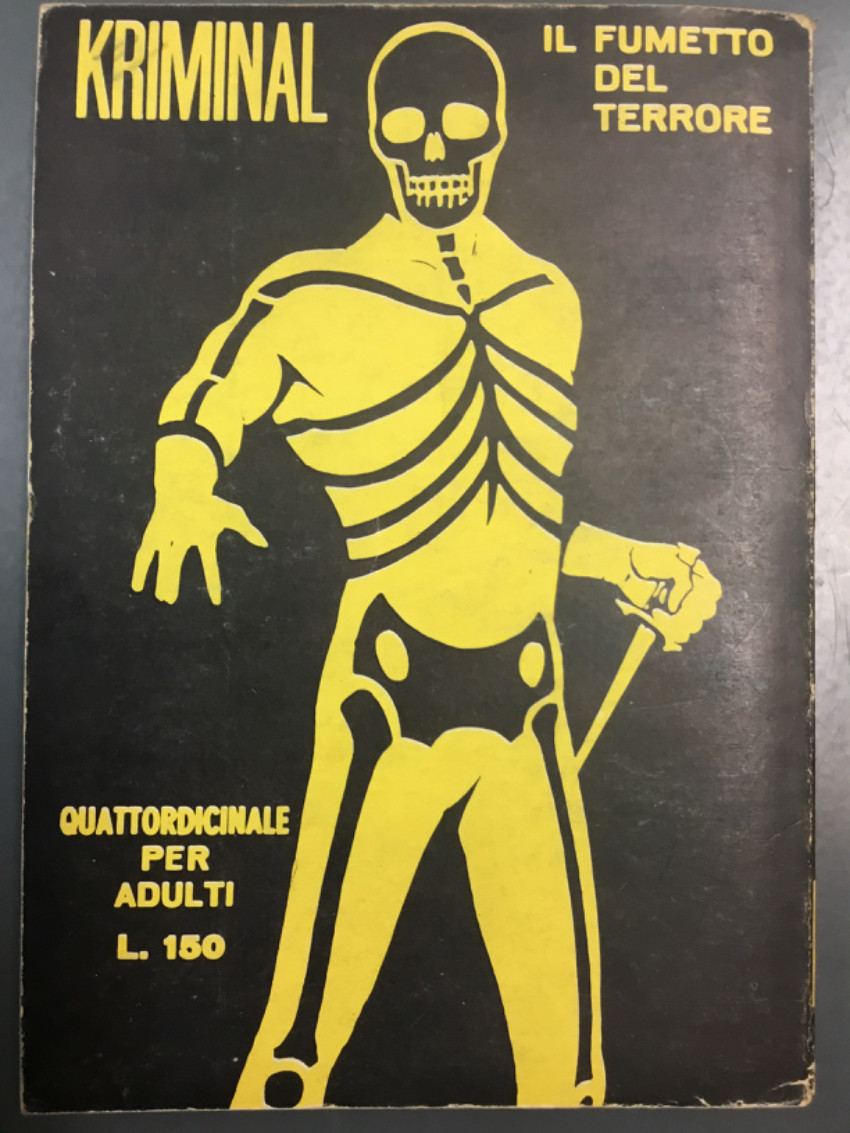 KRIMINAL
IL FUMETTO
DEL
TERRORE
QUATTORDICINALE
PER
ADULTI
L. 150